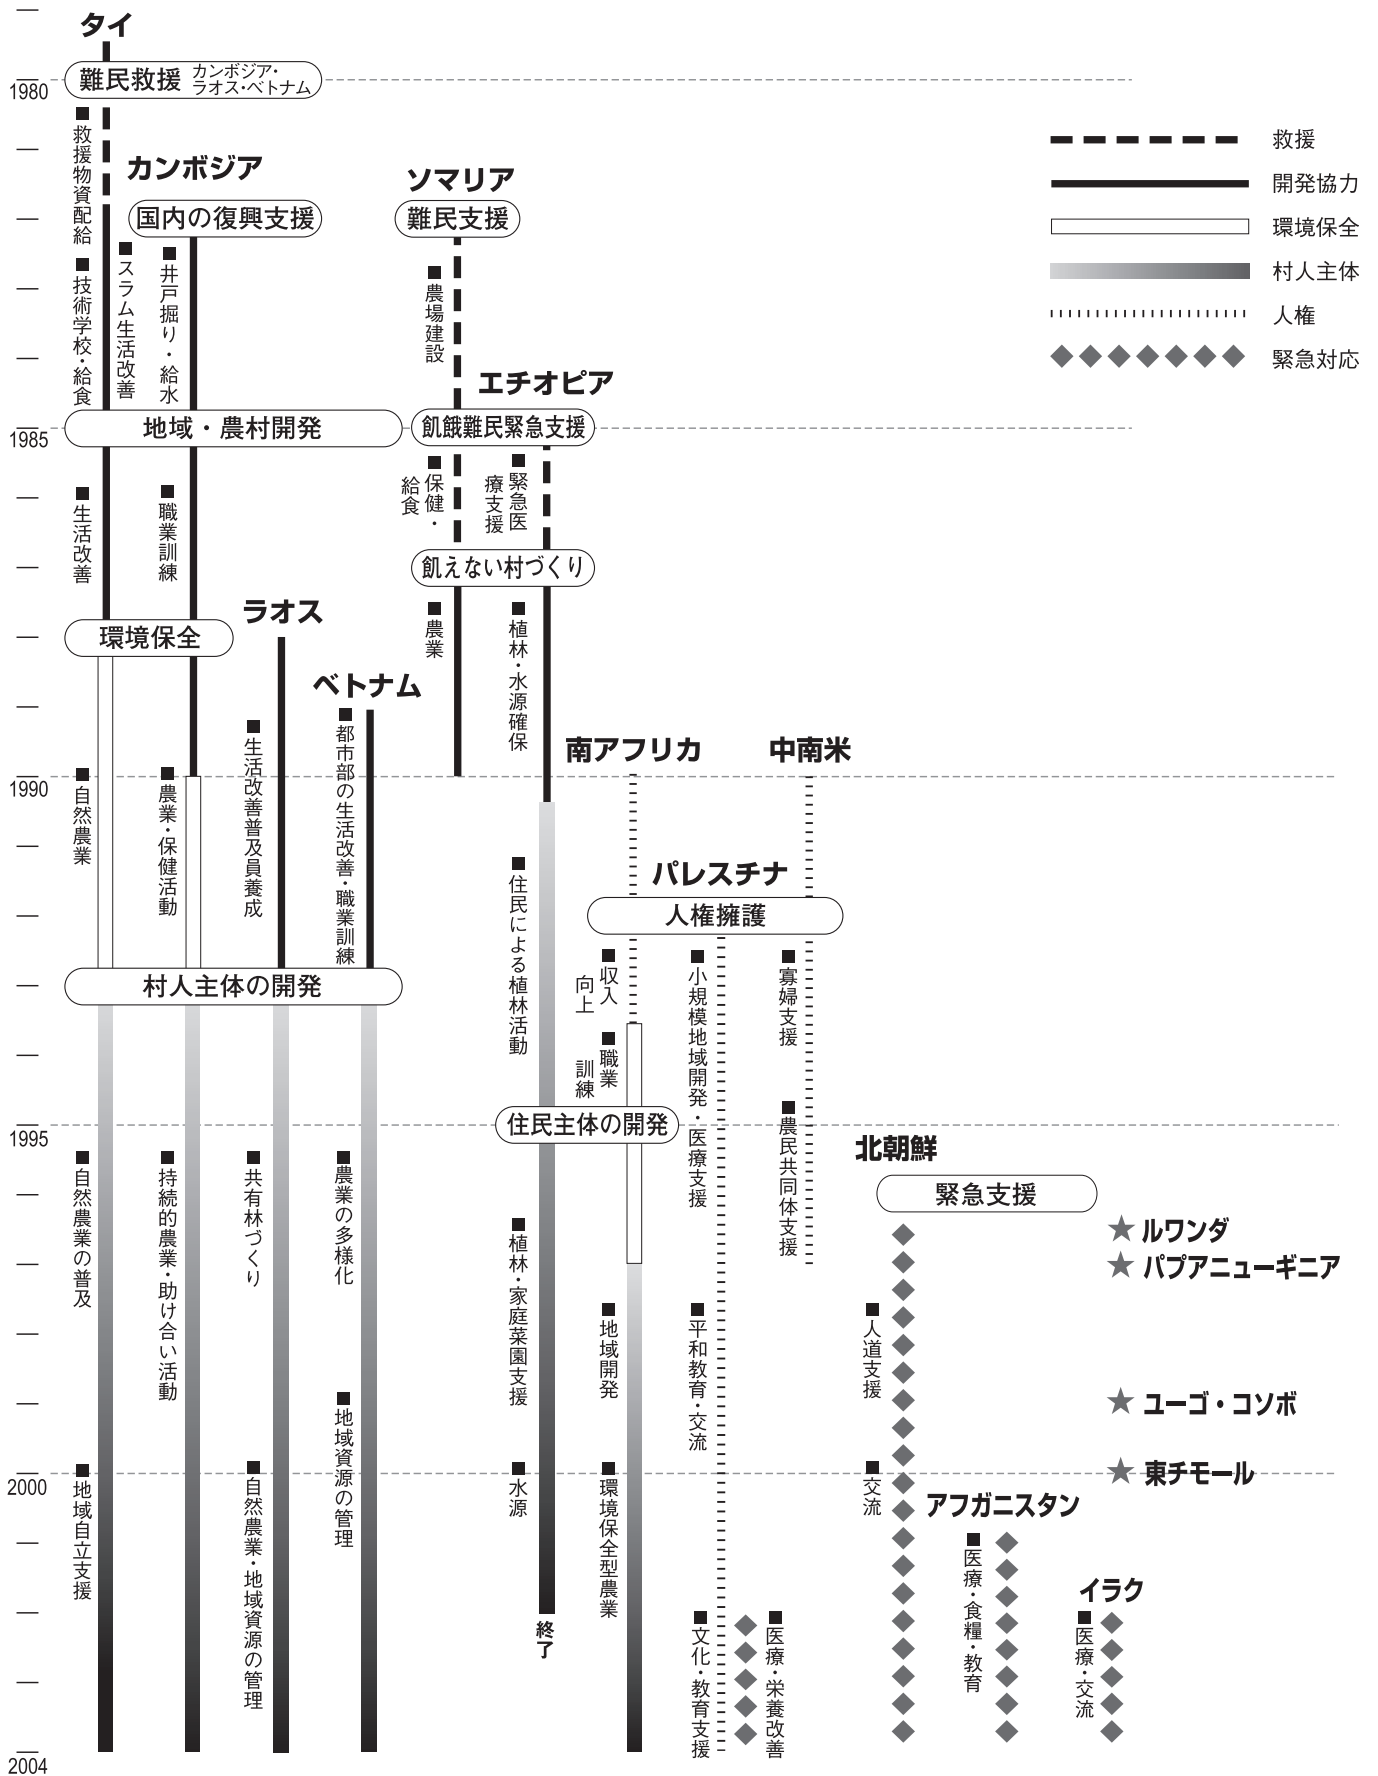 タイ
難民救援 カンボジア・
ラオス・ベトナム
1980
救援物資配給
カンボジア
国内の復興支援
ソマリア
難民支援
救援
開発協力
環境保全
村人主体
人権
緊急対応
技術学校・給食
スラム生活改善
井戸掘り・給水
農場建設
エチオピア
地域・農村開発
飢餓難民緊急支援
1985
生活改善
職業訓練
保健・
給食
緊急医
療支援
飢えない村づくり
環境保全
ラオス
農業
植林・水源確保
ベトナム
生活改善普及員養成
都市部の生活改善・職業訓練
南アフリカ
中南米
1990
自然農業
農業・保健活動
住民による植林活動
パレスチナ
人権擁護
村人主体の開発
収入
向上
職業
訓練
小規模地域開発・医療支援
寡婦支援
農民共同体支援
住民主体の開発
1995
北朝鮮
緊急支援
自然農業の普及
持続的農業・助け合い活動
共有林づくり
農業の多様化
植林・家庭菜園支援
ルワンダ
パプアニューギニア
地域開発
平和教育・交流
人道支援
地域資源の管理
ユーゴ・コソボ
東チモール
2000
地域自立支援
自然農業・地域資源の管理
水源
環境保全型農業
交流
アフガニスタン
医療・食糧・教育
イラク
医療・交流
終了
文化・教育支援
医療・栄養改善
2004